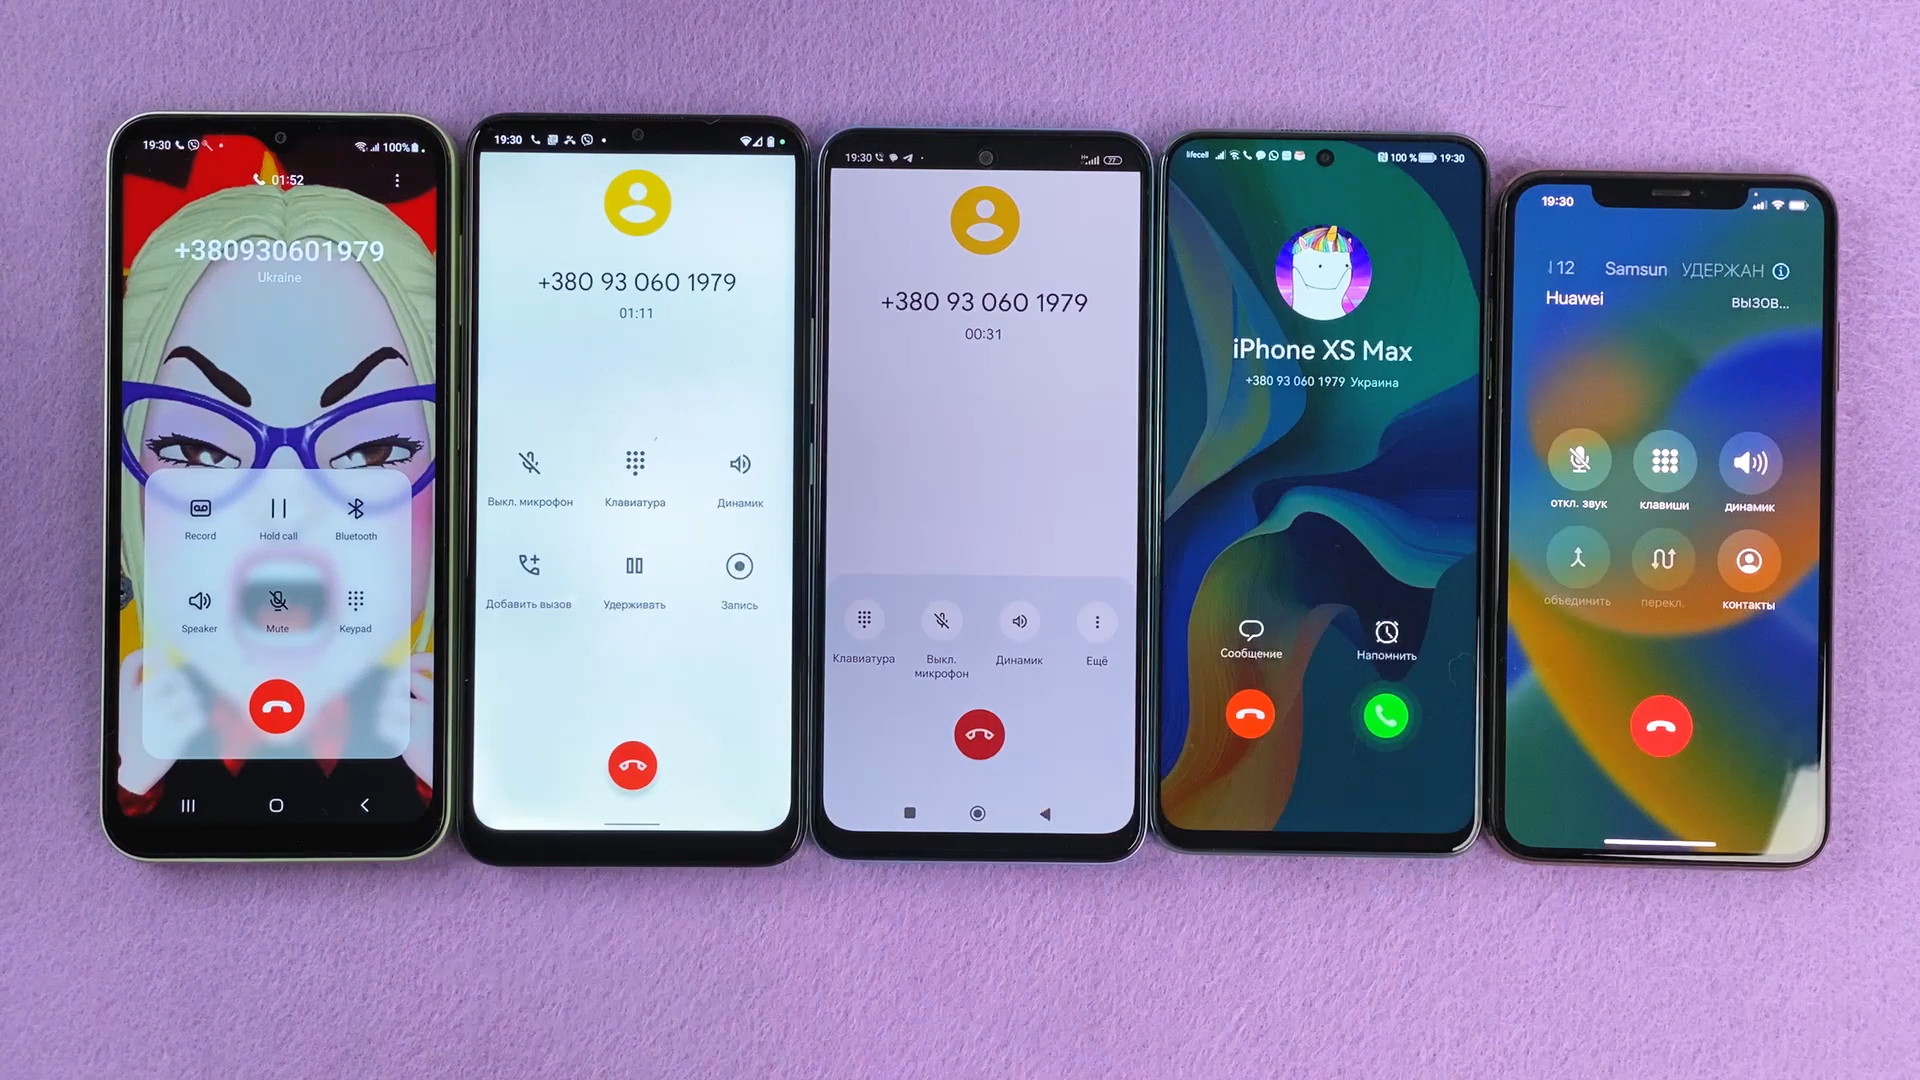 19:30
100%
01:52
+380930601979
Ukraine
Record
Hold call
Bluetooth
Speaker
Mute
Keypad
19:30
+380 93 060 1979
01:11
Выкл. микрофон
Клавиатура
Динамик
Добавить вызов
Удерживать
Запись
19:30
77
+380 93 060 1979
00:31
Клавиатура
Выкл.
микрофон
Динамик
Ещё
lifecell
100 %
19:30
iPhone XS Max
+380 93 060 1979 Украина
Сообщение
Напомнить
19:30
12 Samsun УДЕРЖАН
Huawei ВЫЗОВ...
откл. звук
клавиши
динамик
объединить
перекл.
контакты